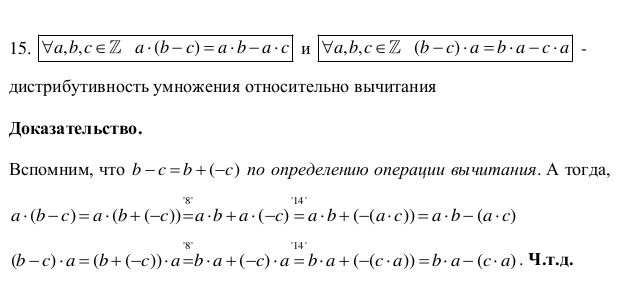 15. ∀a,b,c∈ℤ a·(b−c)=a·b−a·c и ∀a,b,c∈ℤ (b−c)·a=b·a−c·a -
дистрибутивность умножения относительно вычитания
Доказательство.
Вспомним, что b−c=b+(−c) по определению операции вычитания. А тогда,
"8" "14"
a·(b−c)=a·(b+(−c))=a·b+a·(−c)=a·b+(−(a·c))=a·b−(a·c)
"8" "14"
(b−c)·a=(b+(−c))·a=b·a+(−c)·a=b·a+(−(c·a))=b·a−(c·a). Ч.т.д.